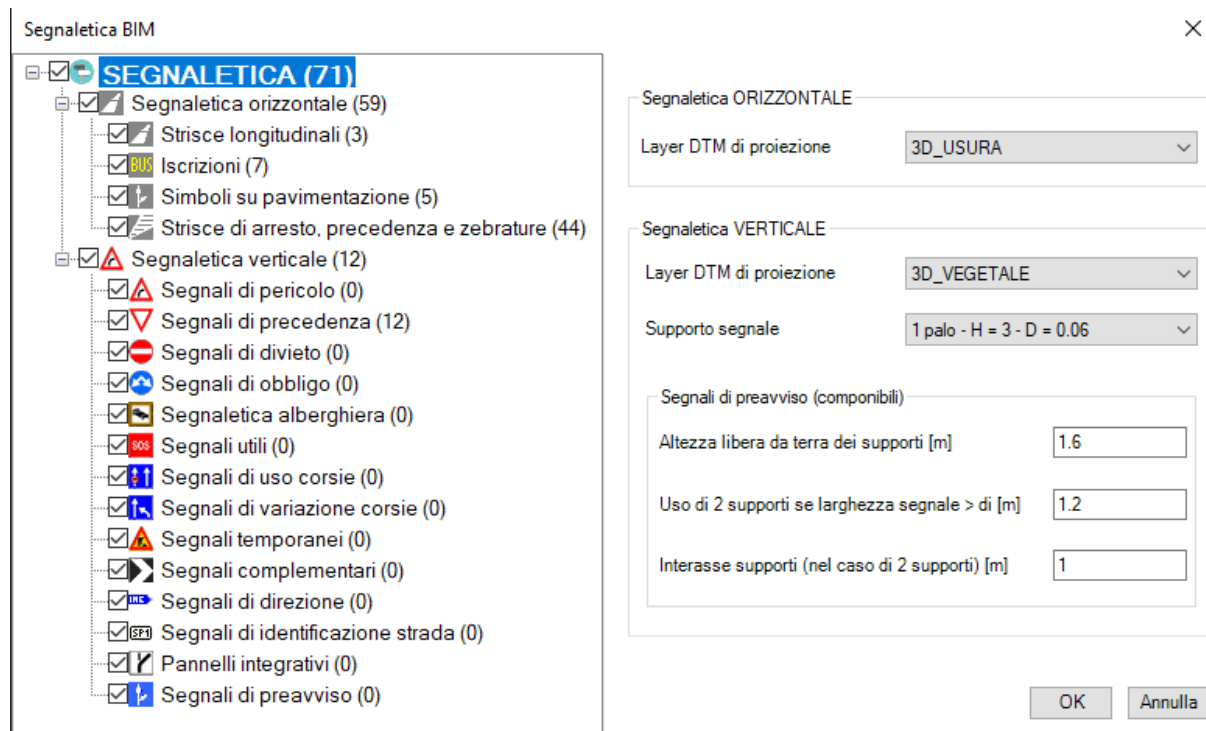 Segnaletica BIM
SEGNALETICA (71)
Segnaletica orizzontale (59)
Strisce longitudinali (3)
BUS Iscrizioni (7)
Simboli su pavimentazione (5)
Strisce di arresto, precedenza e zebrature (44)
Segnaletica verticale (12)
Segnali di pericolo (0)
Segnali di precedenza (12)
Segnali di divieto (0)
Segnali di obbligo (0)
Segnaletica alberghiera (0)
SOS Segnali utili (0)
Segnali di uso corsie (0)
Segnali di variazione corsie (0)
Segnali temporanei (0)
Segnali complementari (0)
Segnali di direzione (0)
SP1 Segnali di identificazione strada (0)
Pannelli integrativi (0)
Segnali di preavviso (0)
Segnaletica ORIZZONTALE
Layer DTM di proiezione 3D_USURA
Segnaletica VERTICALE
Layer DTM di proiezione 3D_VEGETALE
Supporto segnale 1 palo - H = 3 - D = 0.06
Segnali di preavviso (componibili)
Altezza libera da terra dei supporti [m] 1.6
Uso di 2 supporti se larghezza segnale > di [m] 1.2
Interasse supporti (nel caso di 2 supporti) [m] 1
OK Annulla